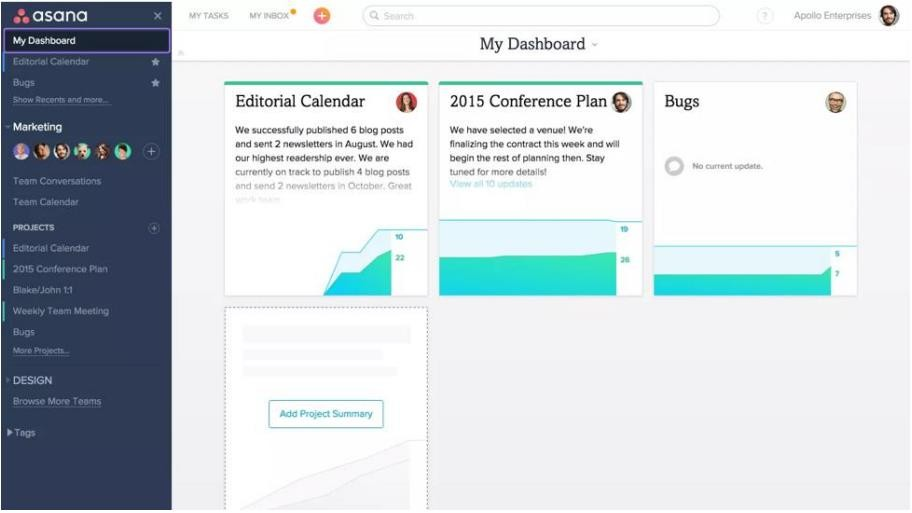 asana
×
My Dashboard
Editorial Calendar
Bugs
Show Recents and more...
Marketing
+
Team Conversations
Team Calendar
PROJECTS
+
Editorial Calendar
2015 Conference Plan
Blake/John 1:1
Weekly Team Meeting
Bugs
More Projects...
DESIGN
Browse More Teams
Tags
MY TASKS
MY INBOX
+
Search
?
Apollo Enterprises
My Dashboard
Editorial Calendar
We successfully published 6 blog posts
and sent 2 newsletters in August. We had
our highest readership ever. We are
currently on track to publish 4 blog posts
and send 2 newsletters in October. Great
work team
10
22
2015 Conference Plan
We have selected a venue! We're
finalizing the contract this week and will
begin the rest of planning then. Stay
tuned for more details!
View all 10 updates
19
26
Bugs
No current update.
5
7
Add Project Summary